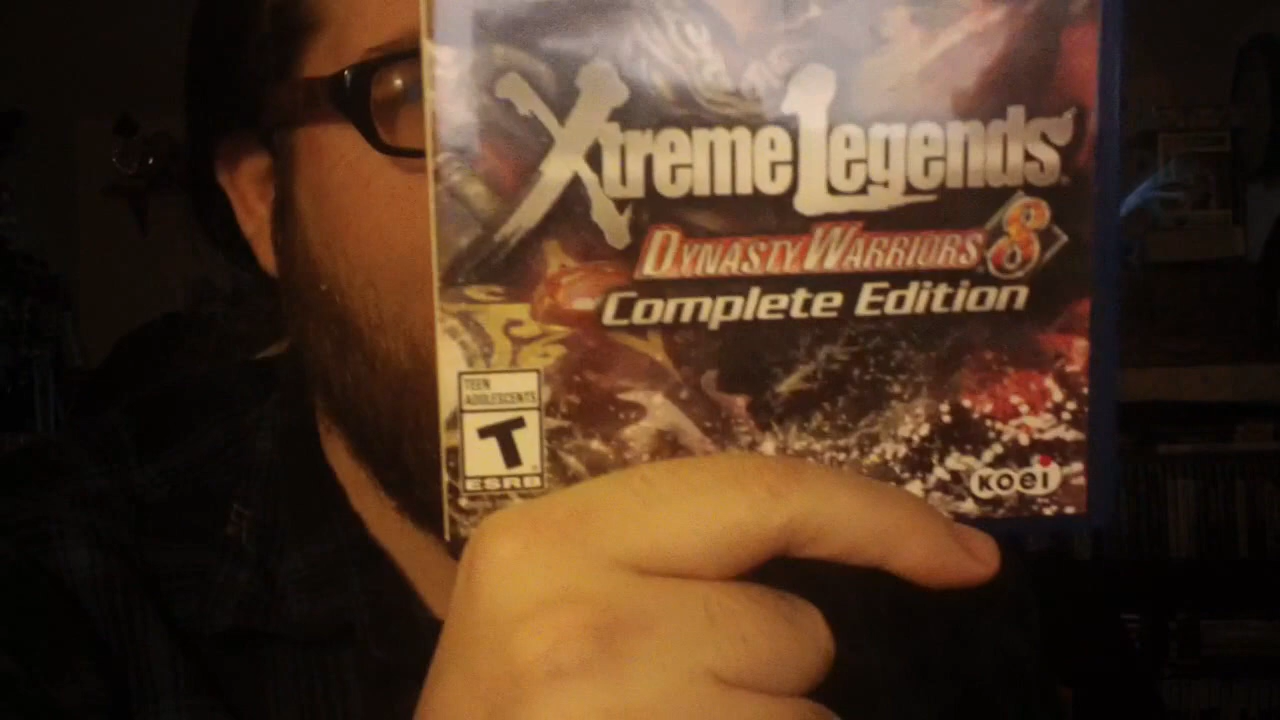 Xtreme Legends
DYNASTY WARRIORS 8
Complete Edition
TEEN
ADOLESCENTS
T
ESRB
KOEI